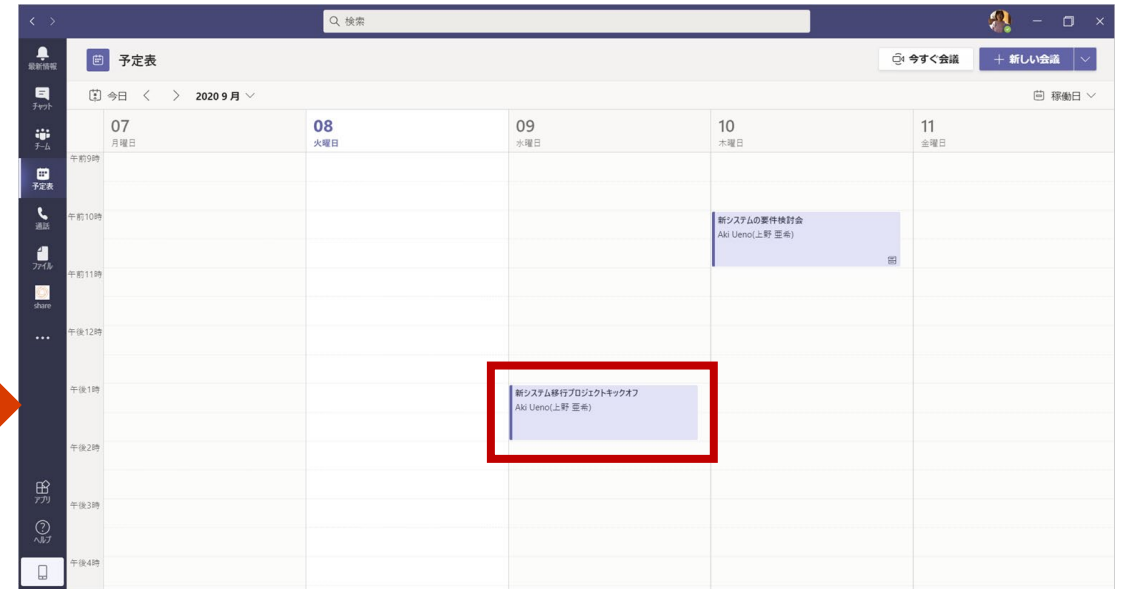 検索
最新情報
チャット
チーム
予定表
通話
ファイル
share
アプリ
ヘルプ
予定表
今すぐ会議
+ 新しい会議
今日
2020 9 月
稼働日
07
月曜日
08
火曜日
09
水曜日
10
木曜日
11
金曜日
午前9時
午前10時
午前11時
午後12時
午後1時
午後2時
午後3時
午後4時
新システムの要件検討会
Aki Ueno(上野 亜希)
新システム移行プロジェクトキックオフ
Aki Ueno(上野 亜希)